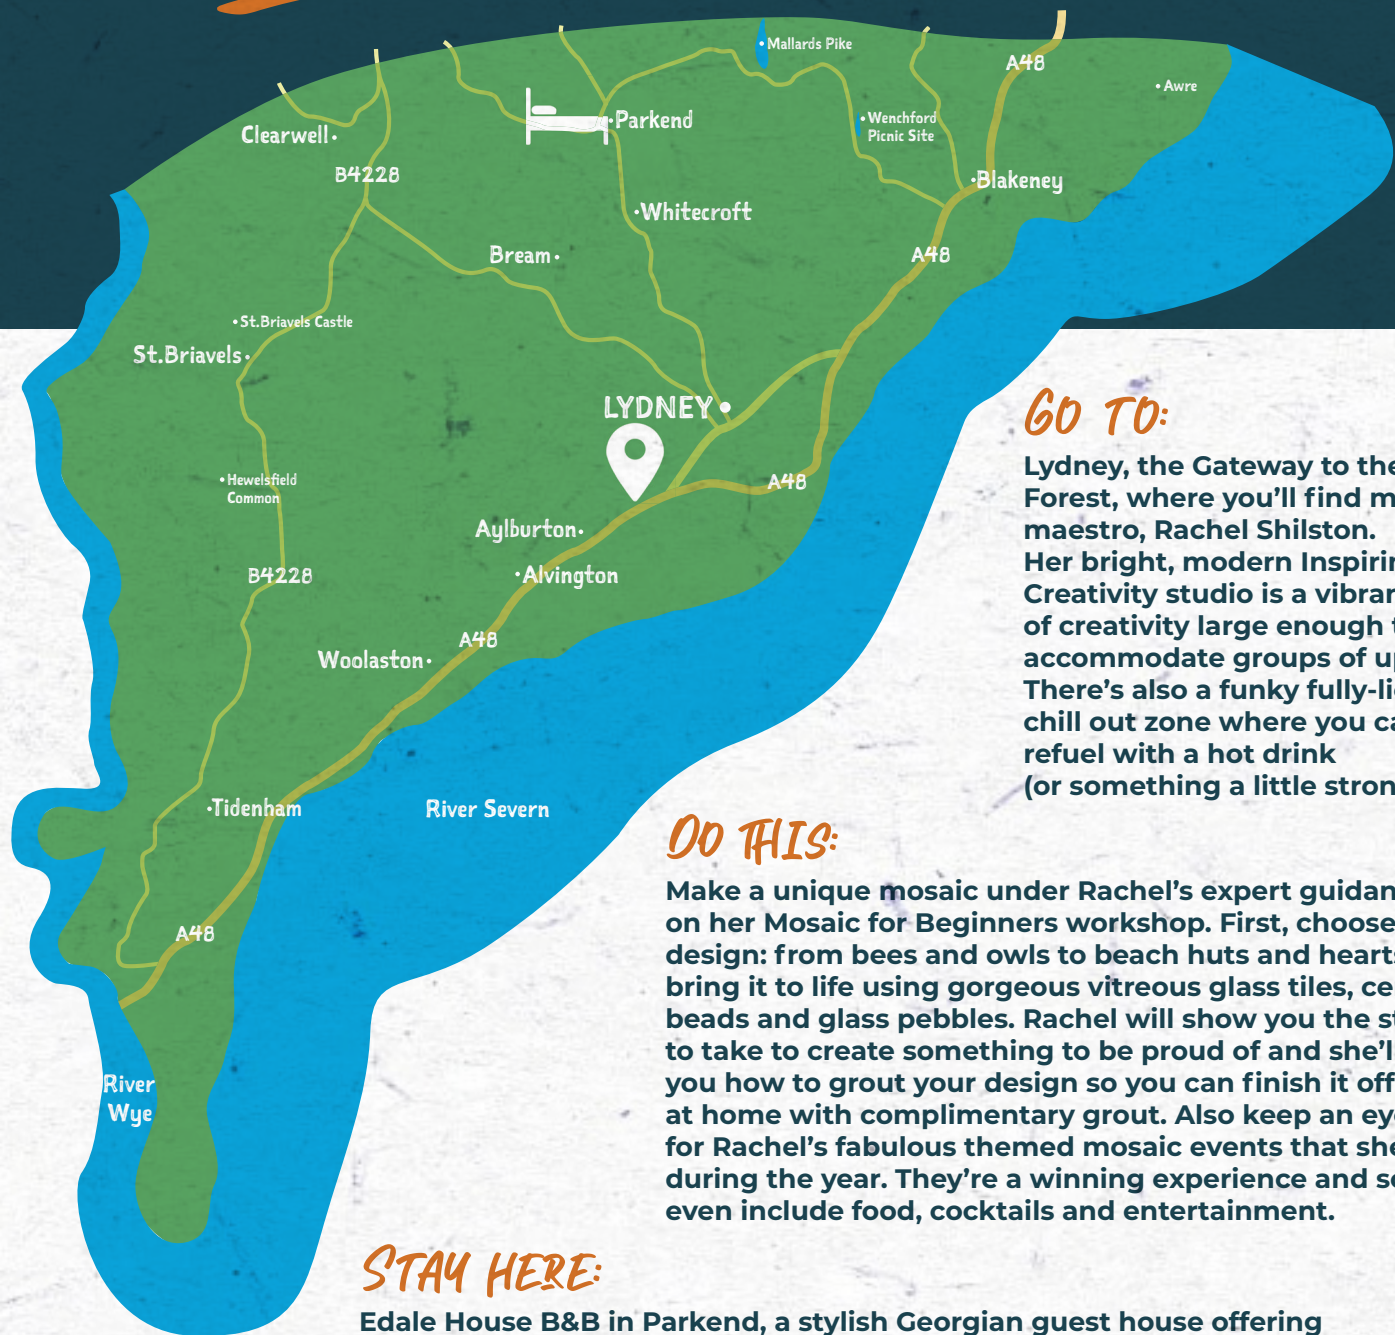 Mallards Pike
A48
Awre
Clearwell
Parkend
Wenchford
Picnic Site
B4228
Blakeney
Whitecroft
Bream
A48
St.Briavels Castle
St.Briavels
LYDNEY
Hewelsfield
Common
A48
Aylburton
B4228
Alvington
A48
Woolaston
Tidenham
River Severn
A48
River
Wye
GO TO:
Lydney, the Gateway to the
Forest, where you'll find m
maestro, Rachel Shilston.
Her bright, modern Inspirin
Creativity studio is a vibran
of creativity large enough t
accommodate groups of up
There's also a funky fully-li
chill out zone where you ca
refuel with a hot drink
(or something a little stron
DO THIS:
Make a unique mosaic under Rachel's expert guidan
on her Mosaic for Beginners workshop. First, choose
design: from bees and owls to beach huts and hearts
bring it to life using gorgeous vitreous glass tiles, ce
beads and glass pebbles. Rachel will show you the st
to take to create something to be proud of and she'll
you how to grout your design so you can finish it off
at home with complimentary grout. Also keep an eye
for Rachel's fabulous themed mosaic events that she
during the year. They're a winning experience and so
even include food, cocktails and entertainment.
STAY HERE:
Edale House B&B in Parkend, a stylish Georgian guest house offering